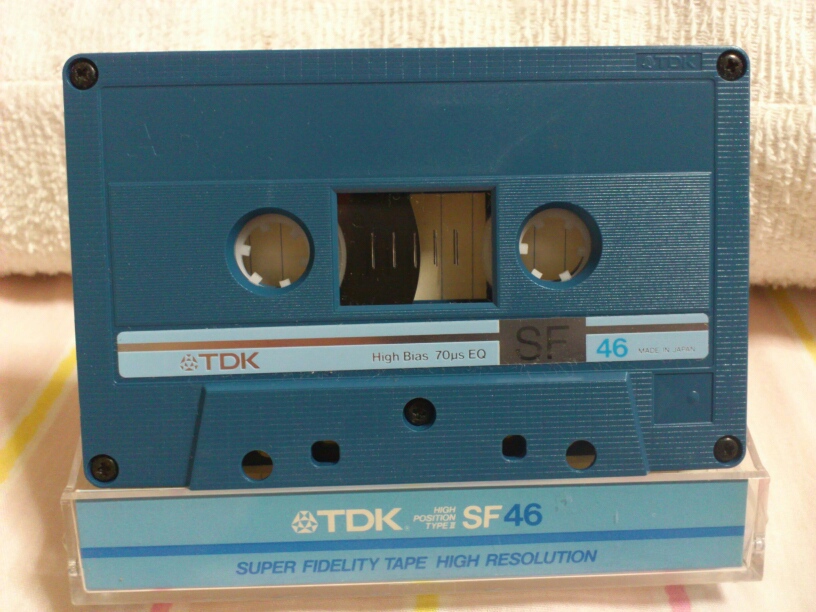 TDK
TDK High Bias 70µs EQ SF 46 MADE IN JAPAN
TDK HIGH POSITION TYPE II SF46
SUPER FIDELITY TAPE HIGH RESOLUTION